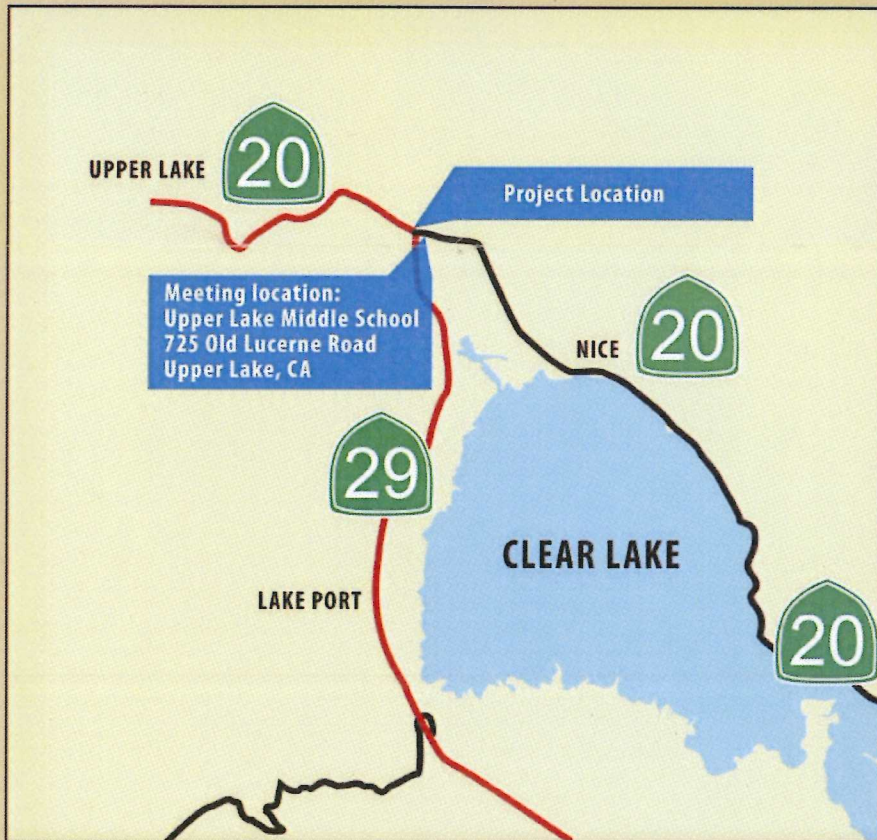 UPPER LAKE
20
Project Location
Meeting location:
Upper Lake Middle School
725 Old Lucerne Road
Upper Lake, CA
NICE
20
29
CLEAR LAKE
LAKE PORT
20